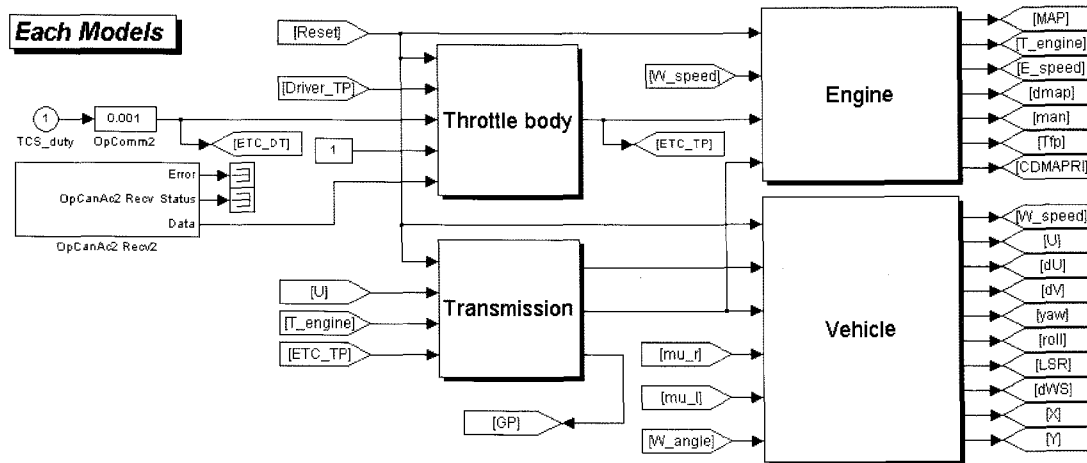 Each Models
[Reset]
[Driver_TP]
1
TCS_duty
0.001
OpComm2
[ETC_DT]
1
Error
OpCanAc2 Recv Status
Data
OpCanAc2 Recv2
Throttle body
[W_speed]
[ETC_TP]
Engine
[MAP]
[T_engine]
[E_speed]
[dmap]
[man]
[Tfp]
[CDMAPRI]
[U]
[T_engine]
[ETC_TP]
Transmission
[GP]
[mu_r]
[mu_l]
[W_angle]
Vehicle
[W_speed]
[U]
[dU]
[dV]
[yaw]
[roll]
[LSR]
[dWS]
[X]
[Y]